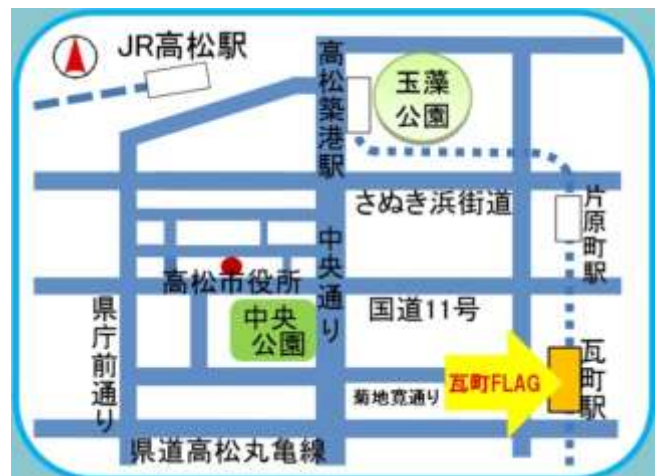 JR高松駅
高松築港駅
玉藻
公園
さぬき浜街道
片原町駅
中央通り
高松市役所
国道11号
中央
公園
県庁前通り
瓦町FLAG
瓦町駅
菊地寛通り
県道高松丸亀線